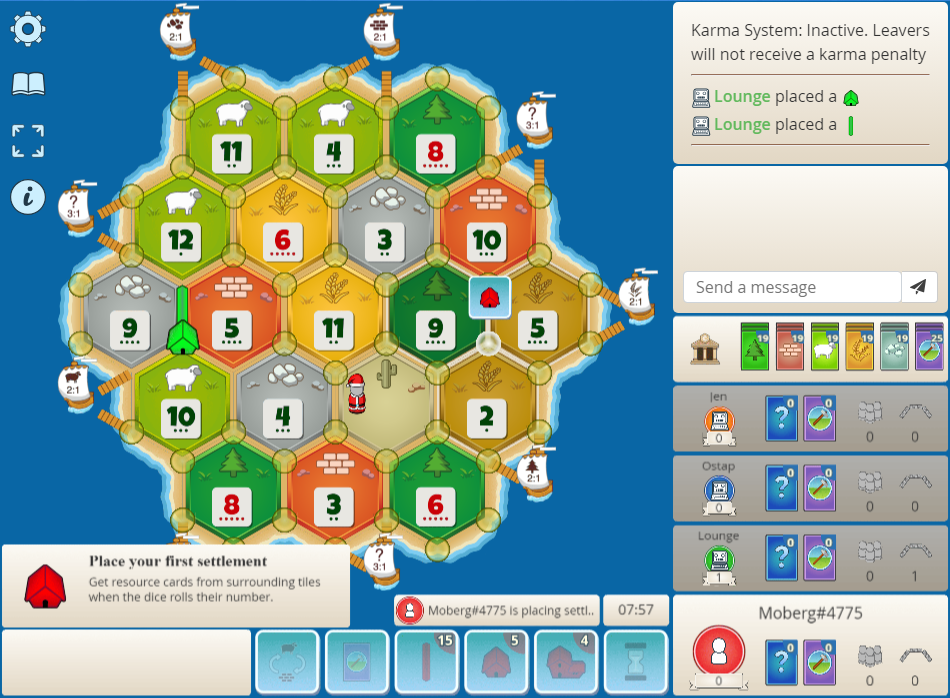 Karma System: Inactive. Leavers
will not receive a karma penalty
Lounge placed a
Lounge placed a
Send a message
19 19 19 19 19 25
Jen
0 0 0 0 0
Ostap
0 0 0 0 0
Lounge
1 0 0 0 1
Moberg#4775
0 0 0 0 0
2:1
2:1
?
3:1
11 4 8
?
3:1
12 6 3 10
2:1
9 5 11 9 5
2:1
10 4 2
2:1
8 3 6
?
3:1
Place your first settlement
Get resource cards from surrounding tiles
when the dice rolls their number.
Moberg#4775 is placing settl..
07:57
15 5 4